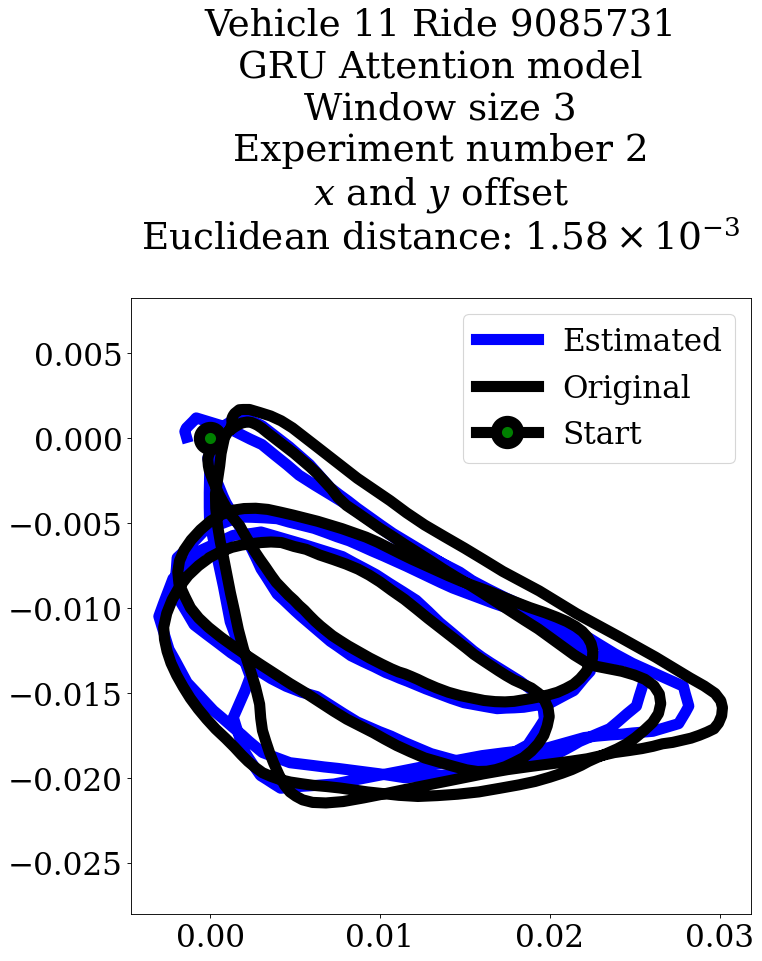 Vehicle 11 Ride 9085731
GRU Attention model
Window size 3
Experiment number 2
x and y offset
Euclidean distance: 1.58 × 10⁻³
Estimated
Original
Start
0.005
0.000
−0.005
−0.010
−0.015
−0.020
−0.025
0.00 0.01 0.02 0.03